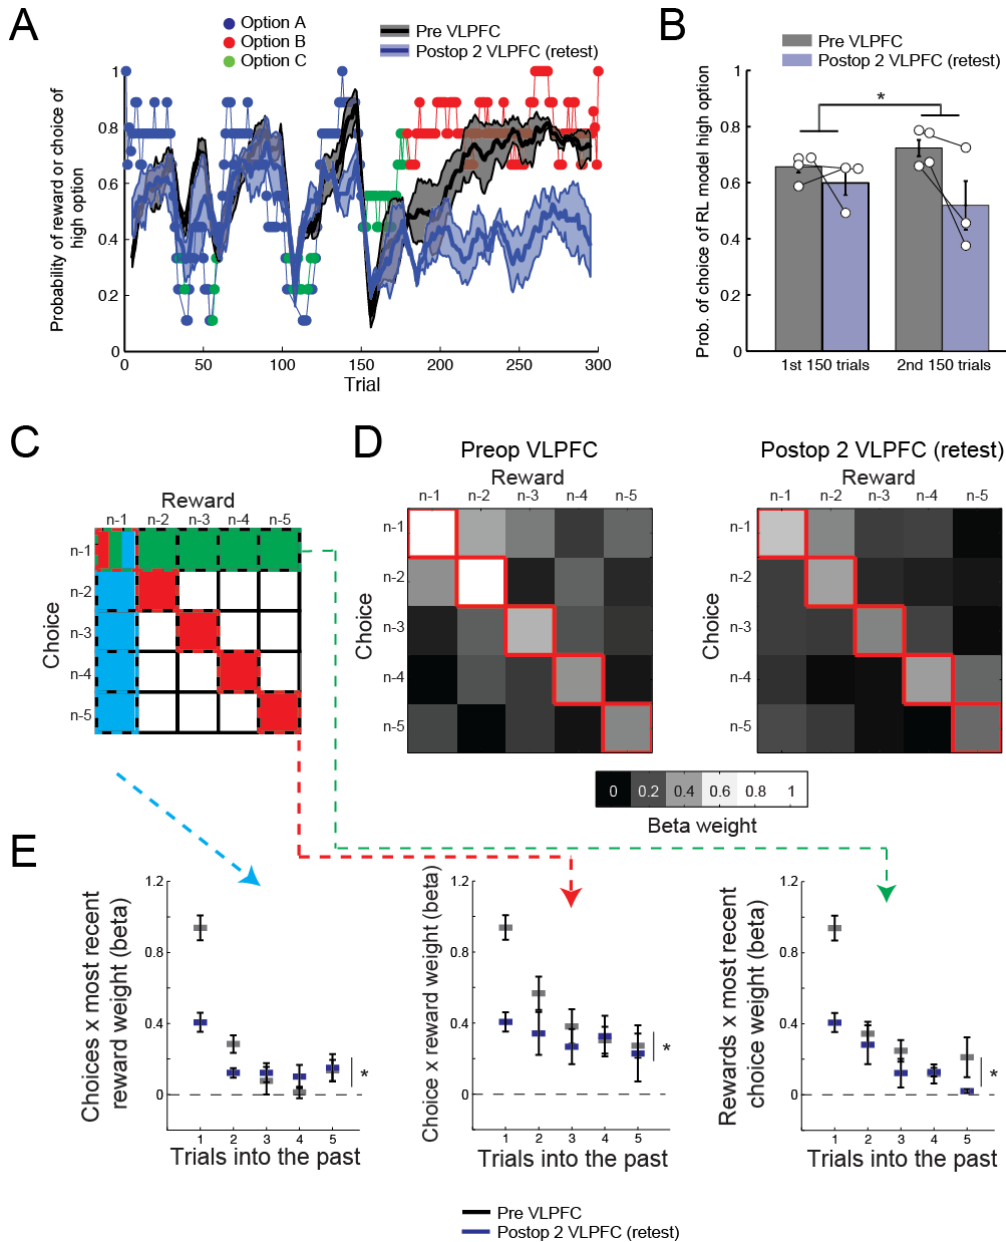 A
Option A
Option B
Option C
Pre VLPFC
Postop 2 VLPFC (retest)
Probability of reward or choice of
high option
1
0.8
0.6
0.4
0.2
0
0
50
100
150
200
250
300
Trial
B
Pre VLPFC
Postop 2 VLPFC (retest)
Prob. of choice of RL model high option
1
0.8
0.6
0.4
0.2
0
*
1st 150 trials
2nd 150 trials
C
Reward
n-1 n-2 n-3 n-4 n-5
Choice
n-1
n-2
n-3
n-4
n-5
D
Preop VLPFC
Reward
n-1 n-2 n-3 n-4 n-5
Choice
n-1
n-2
n-3
n-4
n-5
Postop 2 VLPFC (retest)
Reward
n-1 n-2 n-3 n-4 n-5
Choice
n-1
n-2
n-3
n-4
n-5
0 0.2 0.4 0.6 0.8 1
Beta weight
E
Choices x most recent
reward weight (beta)
1.2
0.8
0.4
0
*
1 2 3 4 5
Trials into the past
Choice x reward weight (beta)
1.2
0.8
0.4
0
*
1 2 3 4 5
Trials into the past
Rewards x most recent
choice weight (beta)
1.2
0.8
0.4
0
*
1 2 3 4 5
Trials into the past
Pre VLPFC
Postop 2 VLPFC (retest)